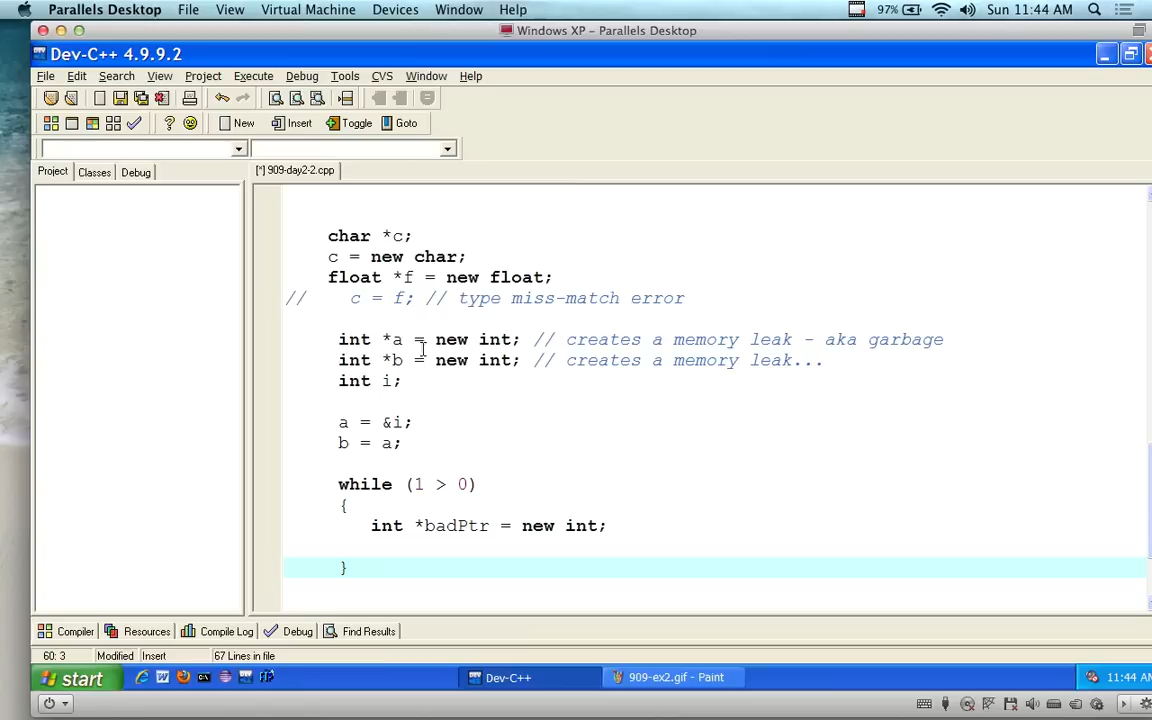 Parallels Desktop File View Virtual Machine Devices Window Help 97% Sun 11:44 AM
Windows XP - Parallels Desktop
Dev-C++ 4.9.9.2
File Edit Search View Project Execute Debug Tools CVS Window Help
New Insert Toggle Goto
Project Classes Debug [*] 909-day2-2.cpp
char *c;
c = new char;
float *f = new float;
// c = f; // type miss-match error
int *a = new int; // creates a memory leak - aka garbage
int *b = new int; // creates a memory leak...
int i;
a = &i;
b = a;
while (1 > 0)
{
int *badPtr = new int;
}
Compiler Resources Compile Log Debug Find Results
60: 3 Modified Insert 67 Lines in file
start Dev-C++ 909-ex2.gif - Paint 11:44 AM